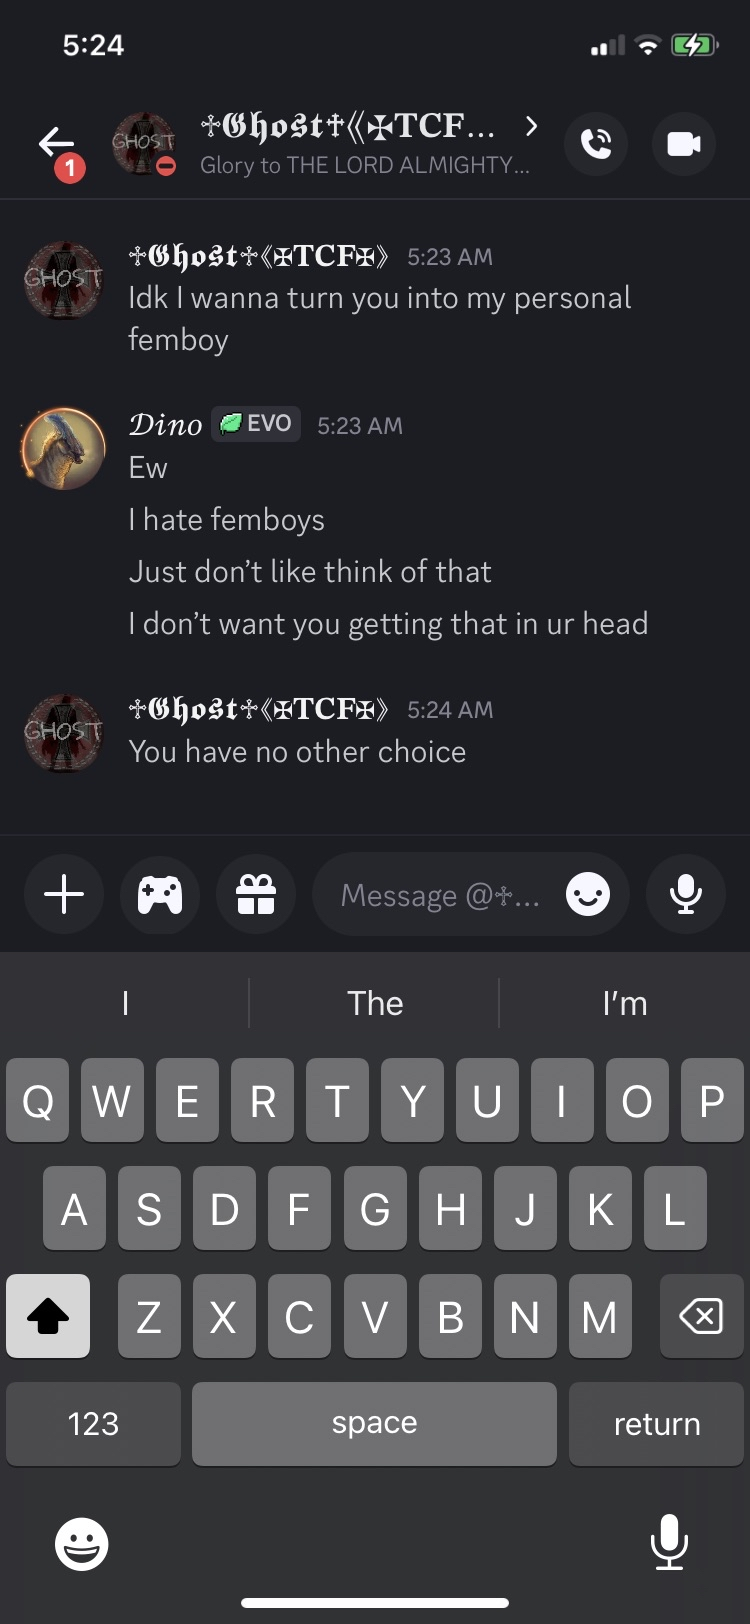 5:24
1
GHOST
♱𝕲𝖍𝖔𝖘𝖙♱《✠TCF...
Glory to THE LORD ALMIGHTY...
GHOST
♱𝕲𝖍𝖔𝖘𝖙♱《✠TCF✠》 5:23 AM
Idk I wanna turn you into my personal
femboy
𝓓𝓲𝓷𝓸 EVO 5:23 AM
Ew
I hate femboys
Just don’t like think of that
I don’t want you getting that in ur head
GHOST
♱𝕲𝖍𝖔𝖘𝖙♱《✠TCF✠》 5:24 AM
You have no other choice
Message @♱...
I The I’m
Q W E R T Y U I O P
A S D F G H J K L
Z X C V B N M
123 space return